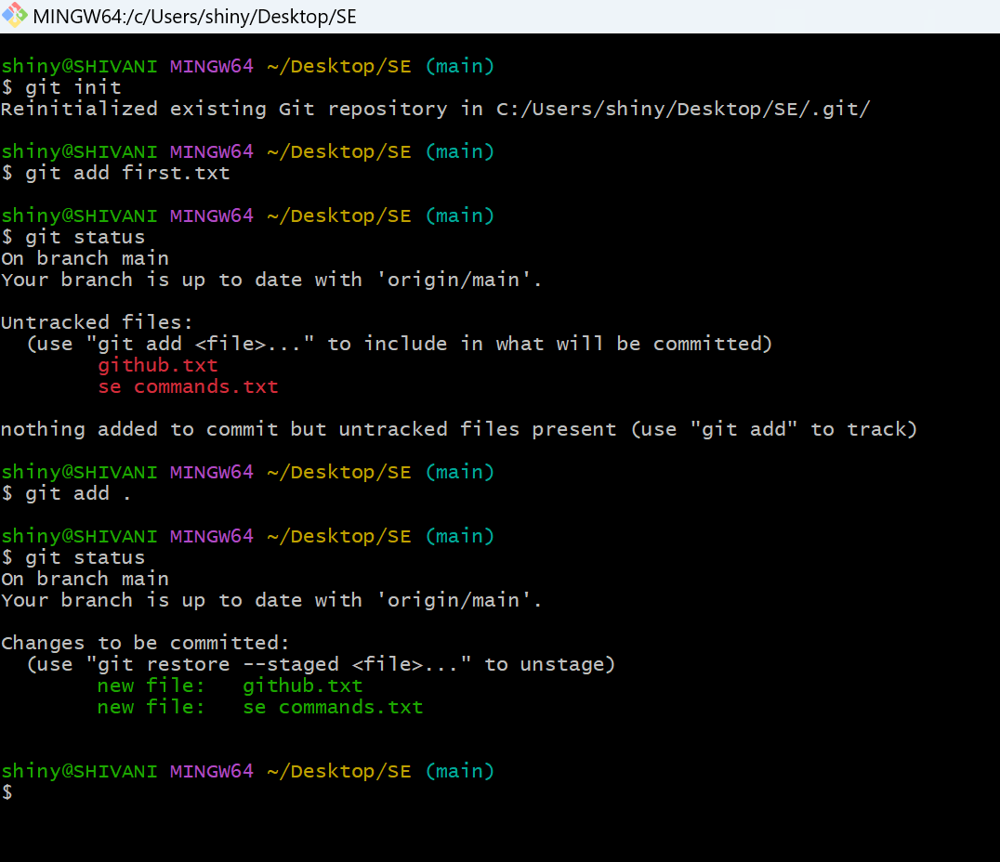 MINGW64:/c/Users/shiny/Desktop/SE
shiny@SHIVANI MINGW64 ~/Desktop/SE (main)
$ git init
Reinitialized existing Git repository in C:/Users/shiny/Desktop/SE/.git/
shiny@SHIVANI MINGW64 ~/Desktop/SE (main)
$ git add first.txt
shiny@SHIVANI MINGW64 ~/Desktop/SE (main)
$ git status
On branch main
Your branch is up to date with 'origin/main'.
Untracked files:
  (use "git add <file>..." to include in what will be committed)
        github.txt
        se commands.txt
nothing added to commit but untracked files present (use "git add" to track)
shiny@SHIVANI MINGW64 ~/Desktop/SE (main)
$ git add .
shiny@SHIVANI MINGW64 ~/Desktop/SE (main)
$ git status
On branch main
Your branch is up to date with 'origin/main'.
Changes to be committed:
  (use "git restore --staged <file>..." to unstage)
        new file:   github.txt
        new file:   se commands.txt
shiny@SHIVANI MINGW64 ~/Desktop/SE (main)
$